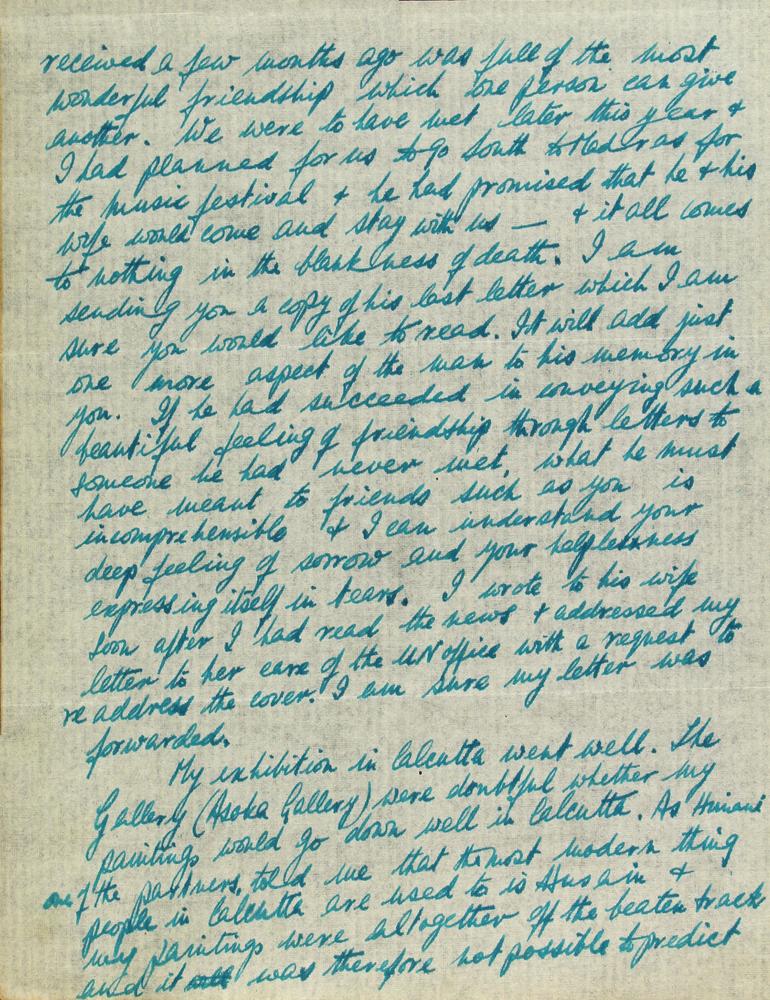 received a few months ago was full of the most
wonderful friendship which one person can give
another. We were to have met later this year &
I had planned for us to go South to Madras for
the music festival & he had promised that he & his
wife would come and stay with us — & it all comes
to nothing in the blankness of death. I am
sending you a copy of his last letter which I am
sure you would like to read. It will add just
one more aspect of the man to his memory in
you. If he had succeeded in conveying such a
beautiful feeling of friendship through letters to
someone he had never met, what he must
have meant to friends such as you is
incomprehensible & I can understand your
deep feeling of sorrow and your helplessness
expressing itself in tears. I wrote to his wife
soon after I had read the news & addressed my
letter to her care of the UN office with a request to
re address the cover. I am sure my letter was
forwarded.
My exhibition in Calcutta went well. The
Gallery (Asoka Gallery) were doubtful whether my
paintings would go down well in Calcutta. As
one of the partners, told me that the most modern thing
people in Calcutta are used to is Husain &
my paintings were altogether off the beaten track
and it was therefore not possible to predict